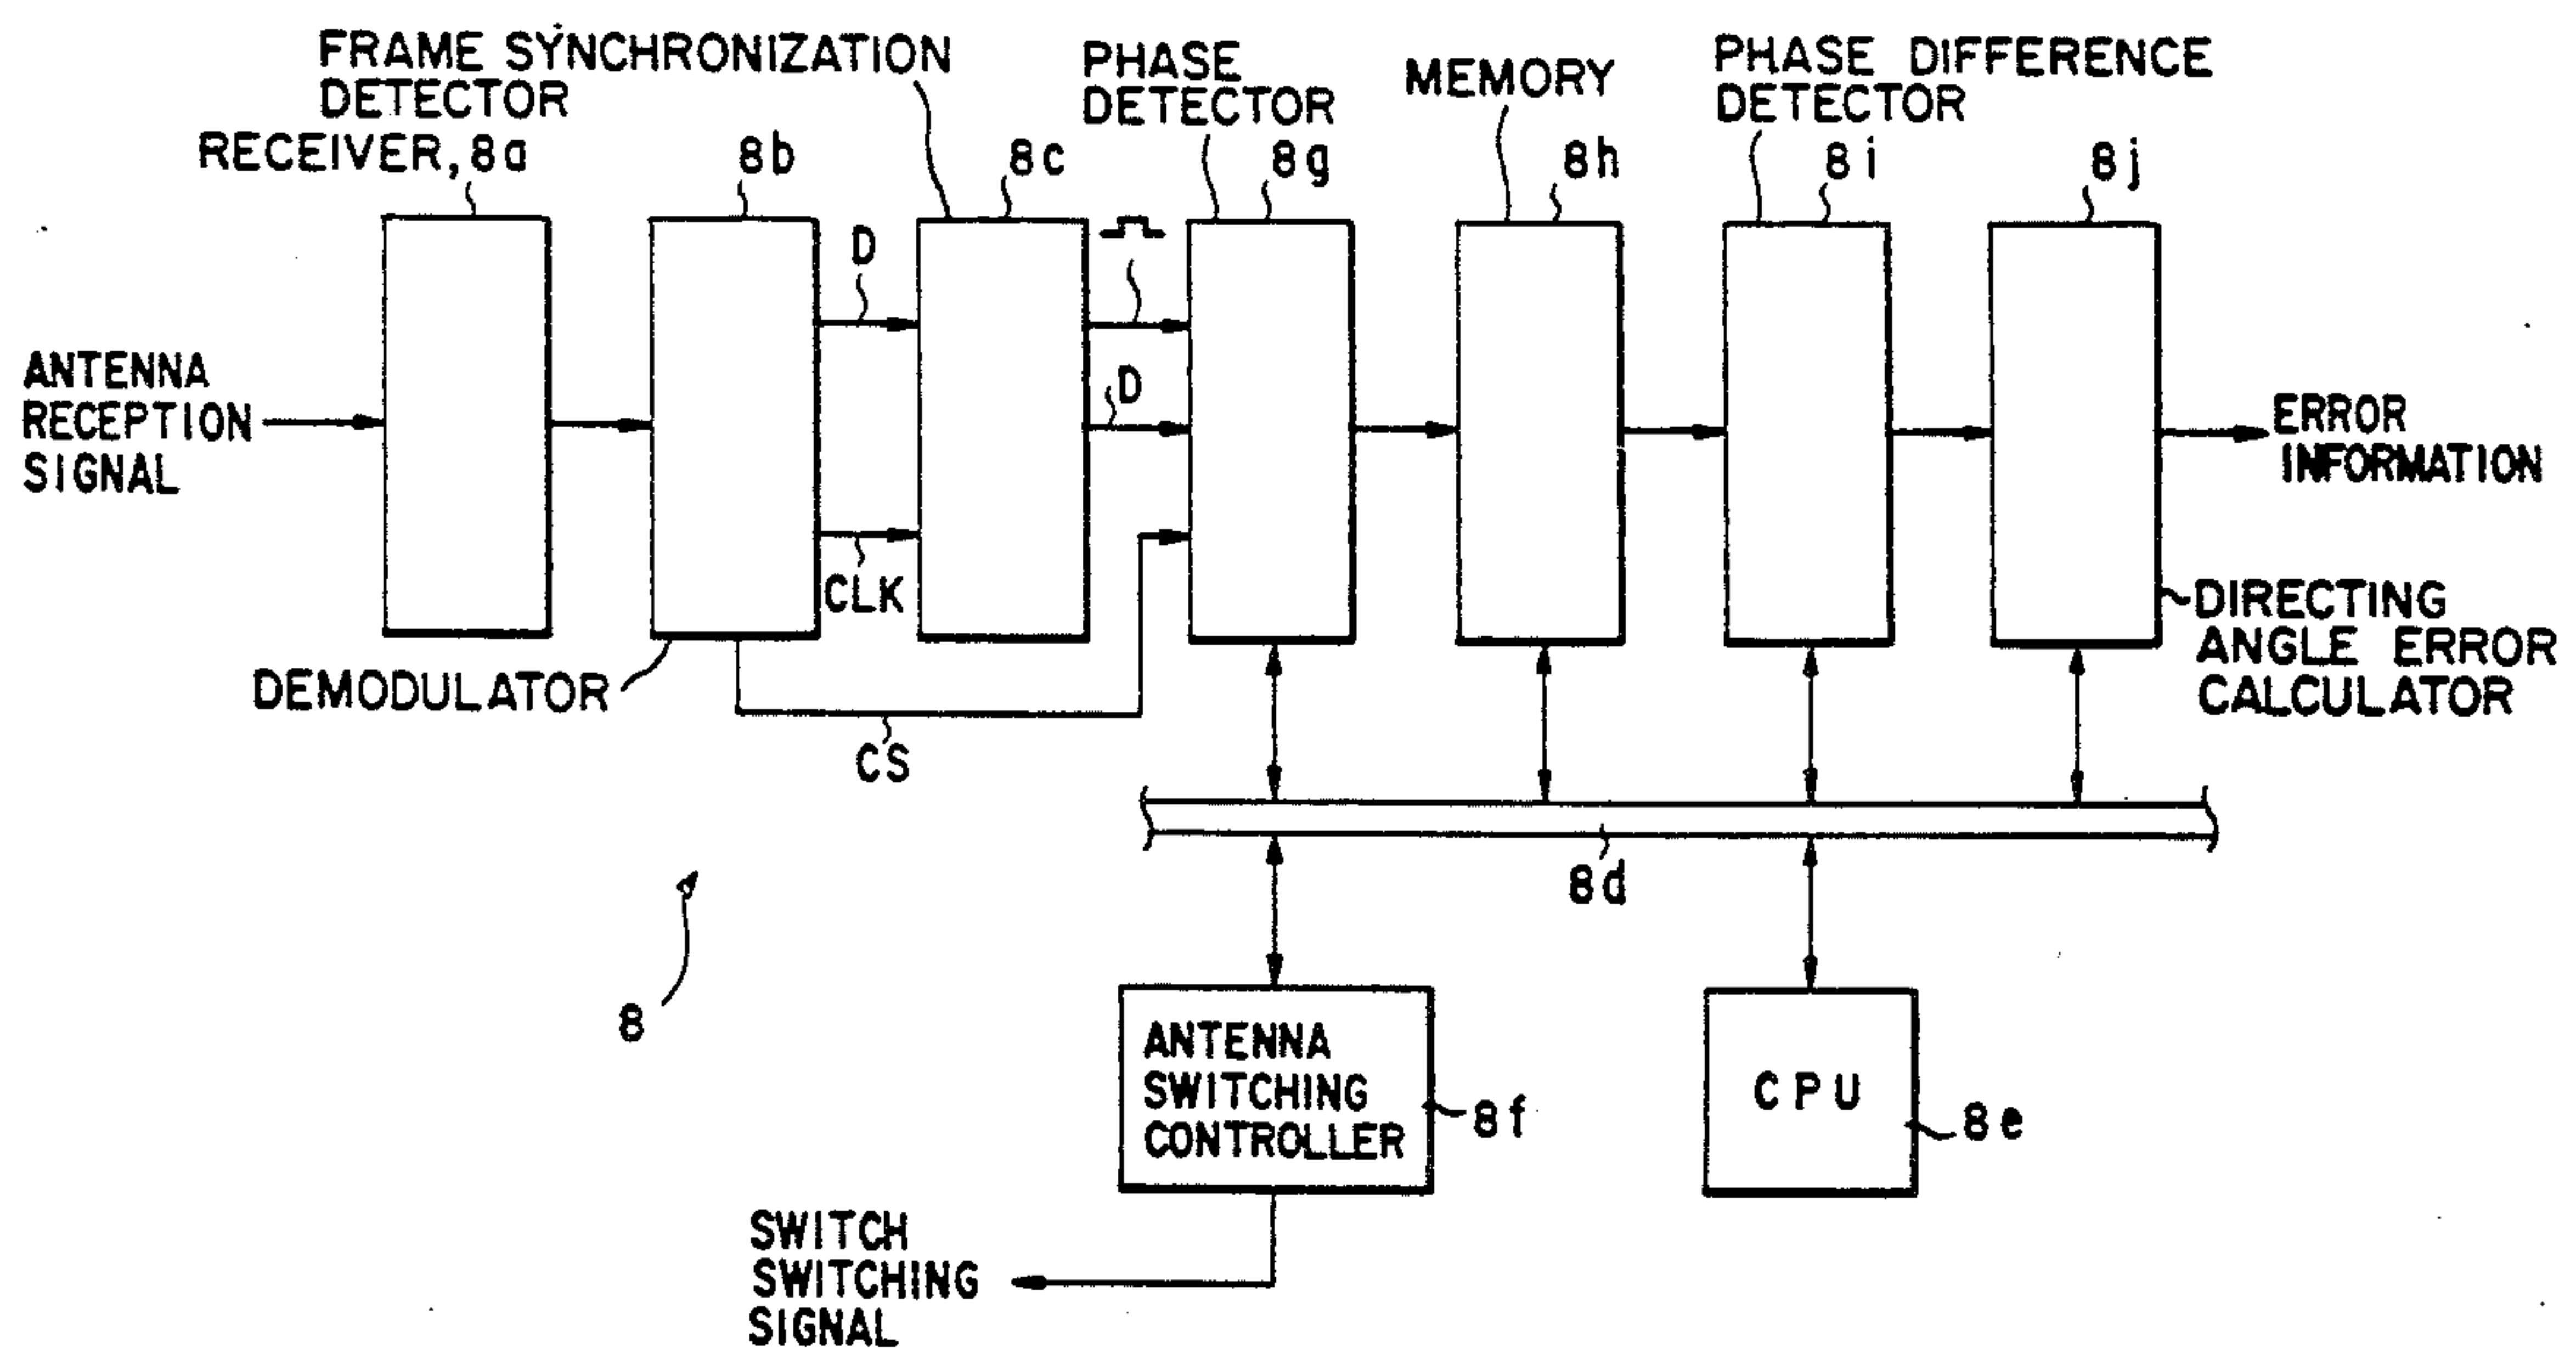 FRAME SYNCHRONIZATION
DETECTOR
RECEIVER, 8a
8b
8c
PHASE
DETECTOR
8g
MEMORY
8h
PHASE DIFFERENCE
DETECTOR
8i
8j
D
D
ANTENNA
RECEPTION
SIGNAL
ERROR
INFORMATION
CLK
DEMODULATOR
CS
DIRECTING
ANGLE ERROR
CALCULATOR
8d
8
ANTENNA
SWITCHING
CONTROLLER
8f
CPU
8e
SWITCH
SWITCHING
SIGNAL